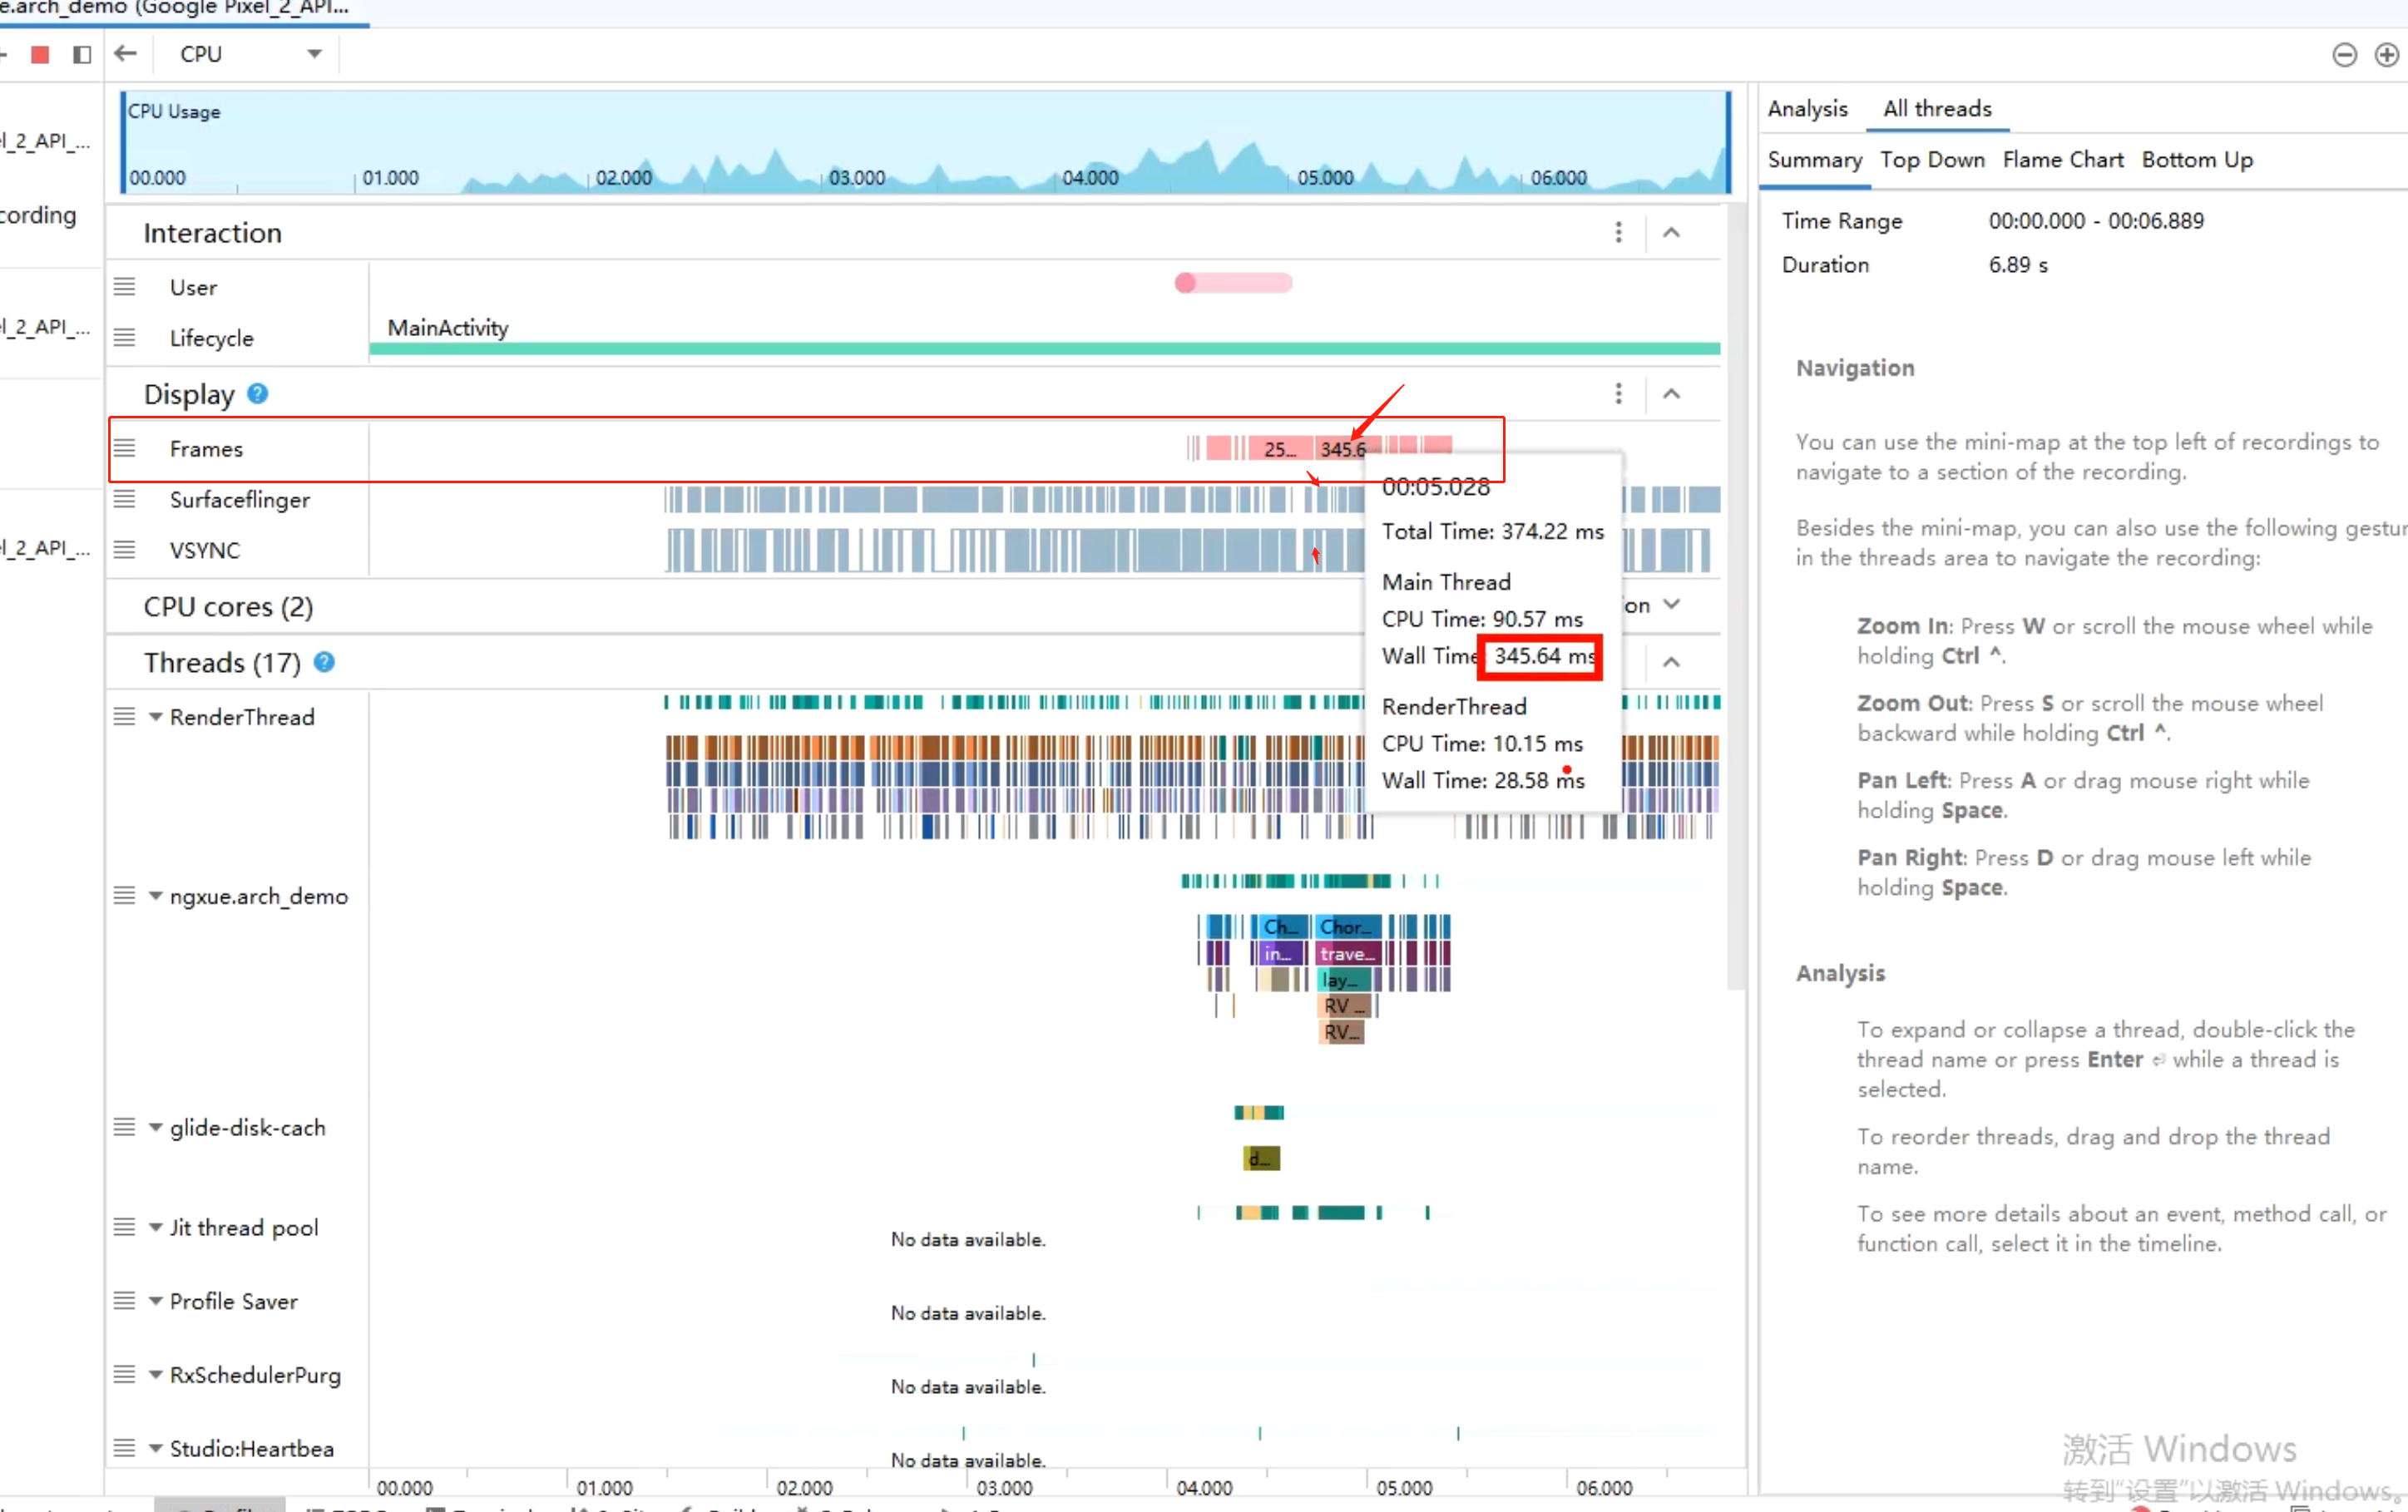 e.arch_demo (Google Pixel_2_API...
CPU
CPU Usage
00.000 01.000 02.000 03.000 04.000 05.000 06.000
l_2_API_...
cording
l_2_API_...
l_2_API_...
Interaction
User
Lifecycle
MainActivity
Display
Frames
25... 345.6
Surfaceflinger
VSYNC
CPU cores (2)
on
Threads (17)
RenderThread
ngxue.arch_demo
Ch... Chor...
in... trave...
lay...
RV ...
RV...
glide-disk-cach
d...
Jit thread pool
No data available.
Profile Saver
No data available.
RxSchedulerPurg
No data available.
Studio:Heartbea
No data available.
00.000 01.000 02.000 03.000 04.000 05.000 06.000
00:05.028
Total Time: 374.22 ms
Main Thread
CPU Time: 90.57 ms
Wall Time: 345.64 ms
RenderThread
CPU Time: 10.15 ms
Wall Time: 28.58 ms
Analysis All threads
Summary Top Down Flame Chart Bottom Up
Time Range 00:00.000 - 00:06.889
Duration 6.89 s
Navigation
You can use the mini-map at the top left of recordings to
navigate to a section of the recording.
Besides the mini-map, you can also use the following gestur
in the threads area to navigate the recording:
Zoom In: Press W or scroll the mouse wheel while
holding Ctrl ^.
Zoom Out: Press S or scroll the mouse wheel
backward while holding Ctrl ^.
Pan Left: Press A or drag mouse right while
holding Space.
Pan Right: Press D or drag mouse left while
holding Space.
Analysis
To expand or collapse a thread, double-click the
thread name or press Enter ⏎ while a thread is
selected.
To reorder threads, drag and drop the thread
name.
To see more details about an event, method call, or
function call, select it in the timeline.
激活 Windows
转到"设置"以激活 Windows。